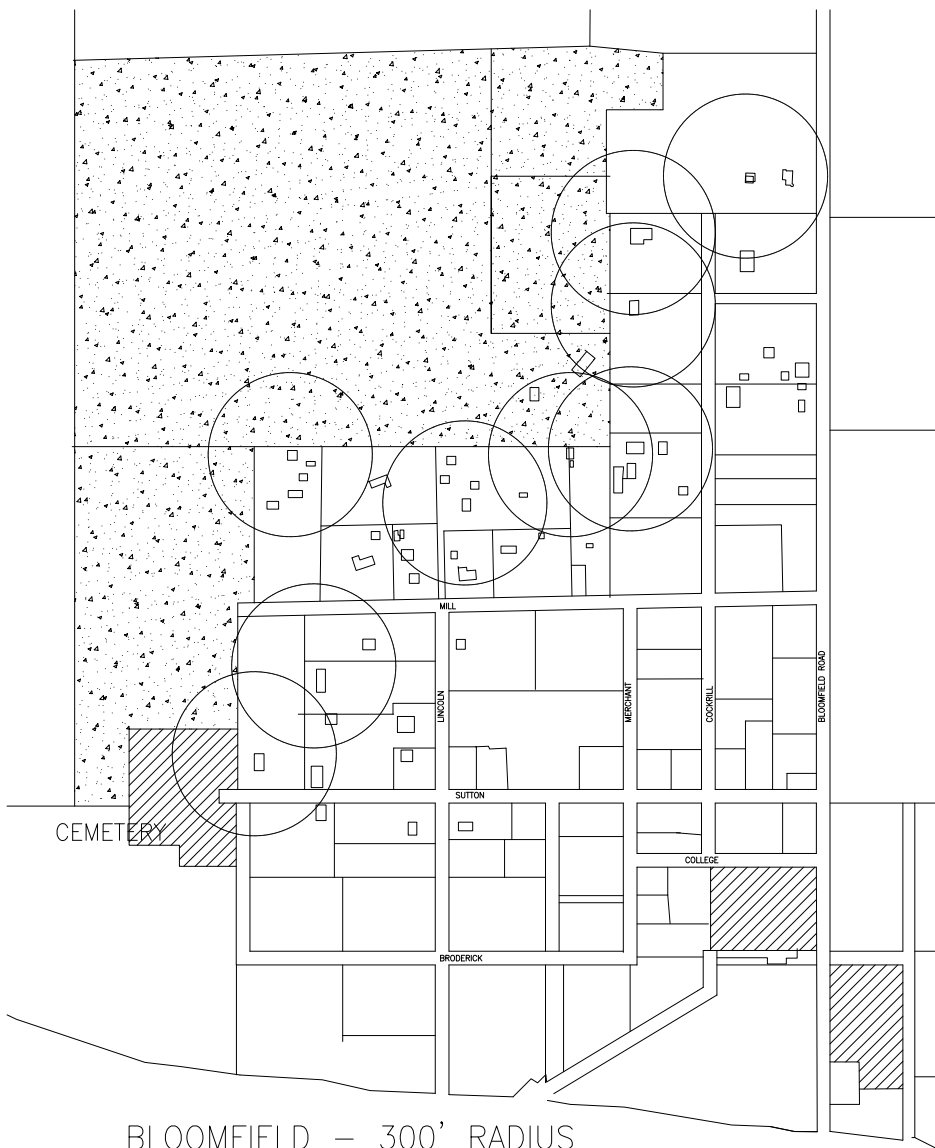 MILL
LINCOLN
MERCHANT
COCKRILL
BLOOMFIELD ROAD
SUTTON
CEMETERY
COLLEGE
BRODERICK
BLOOMFIELD - 300' RADIUS